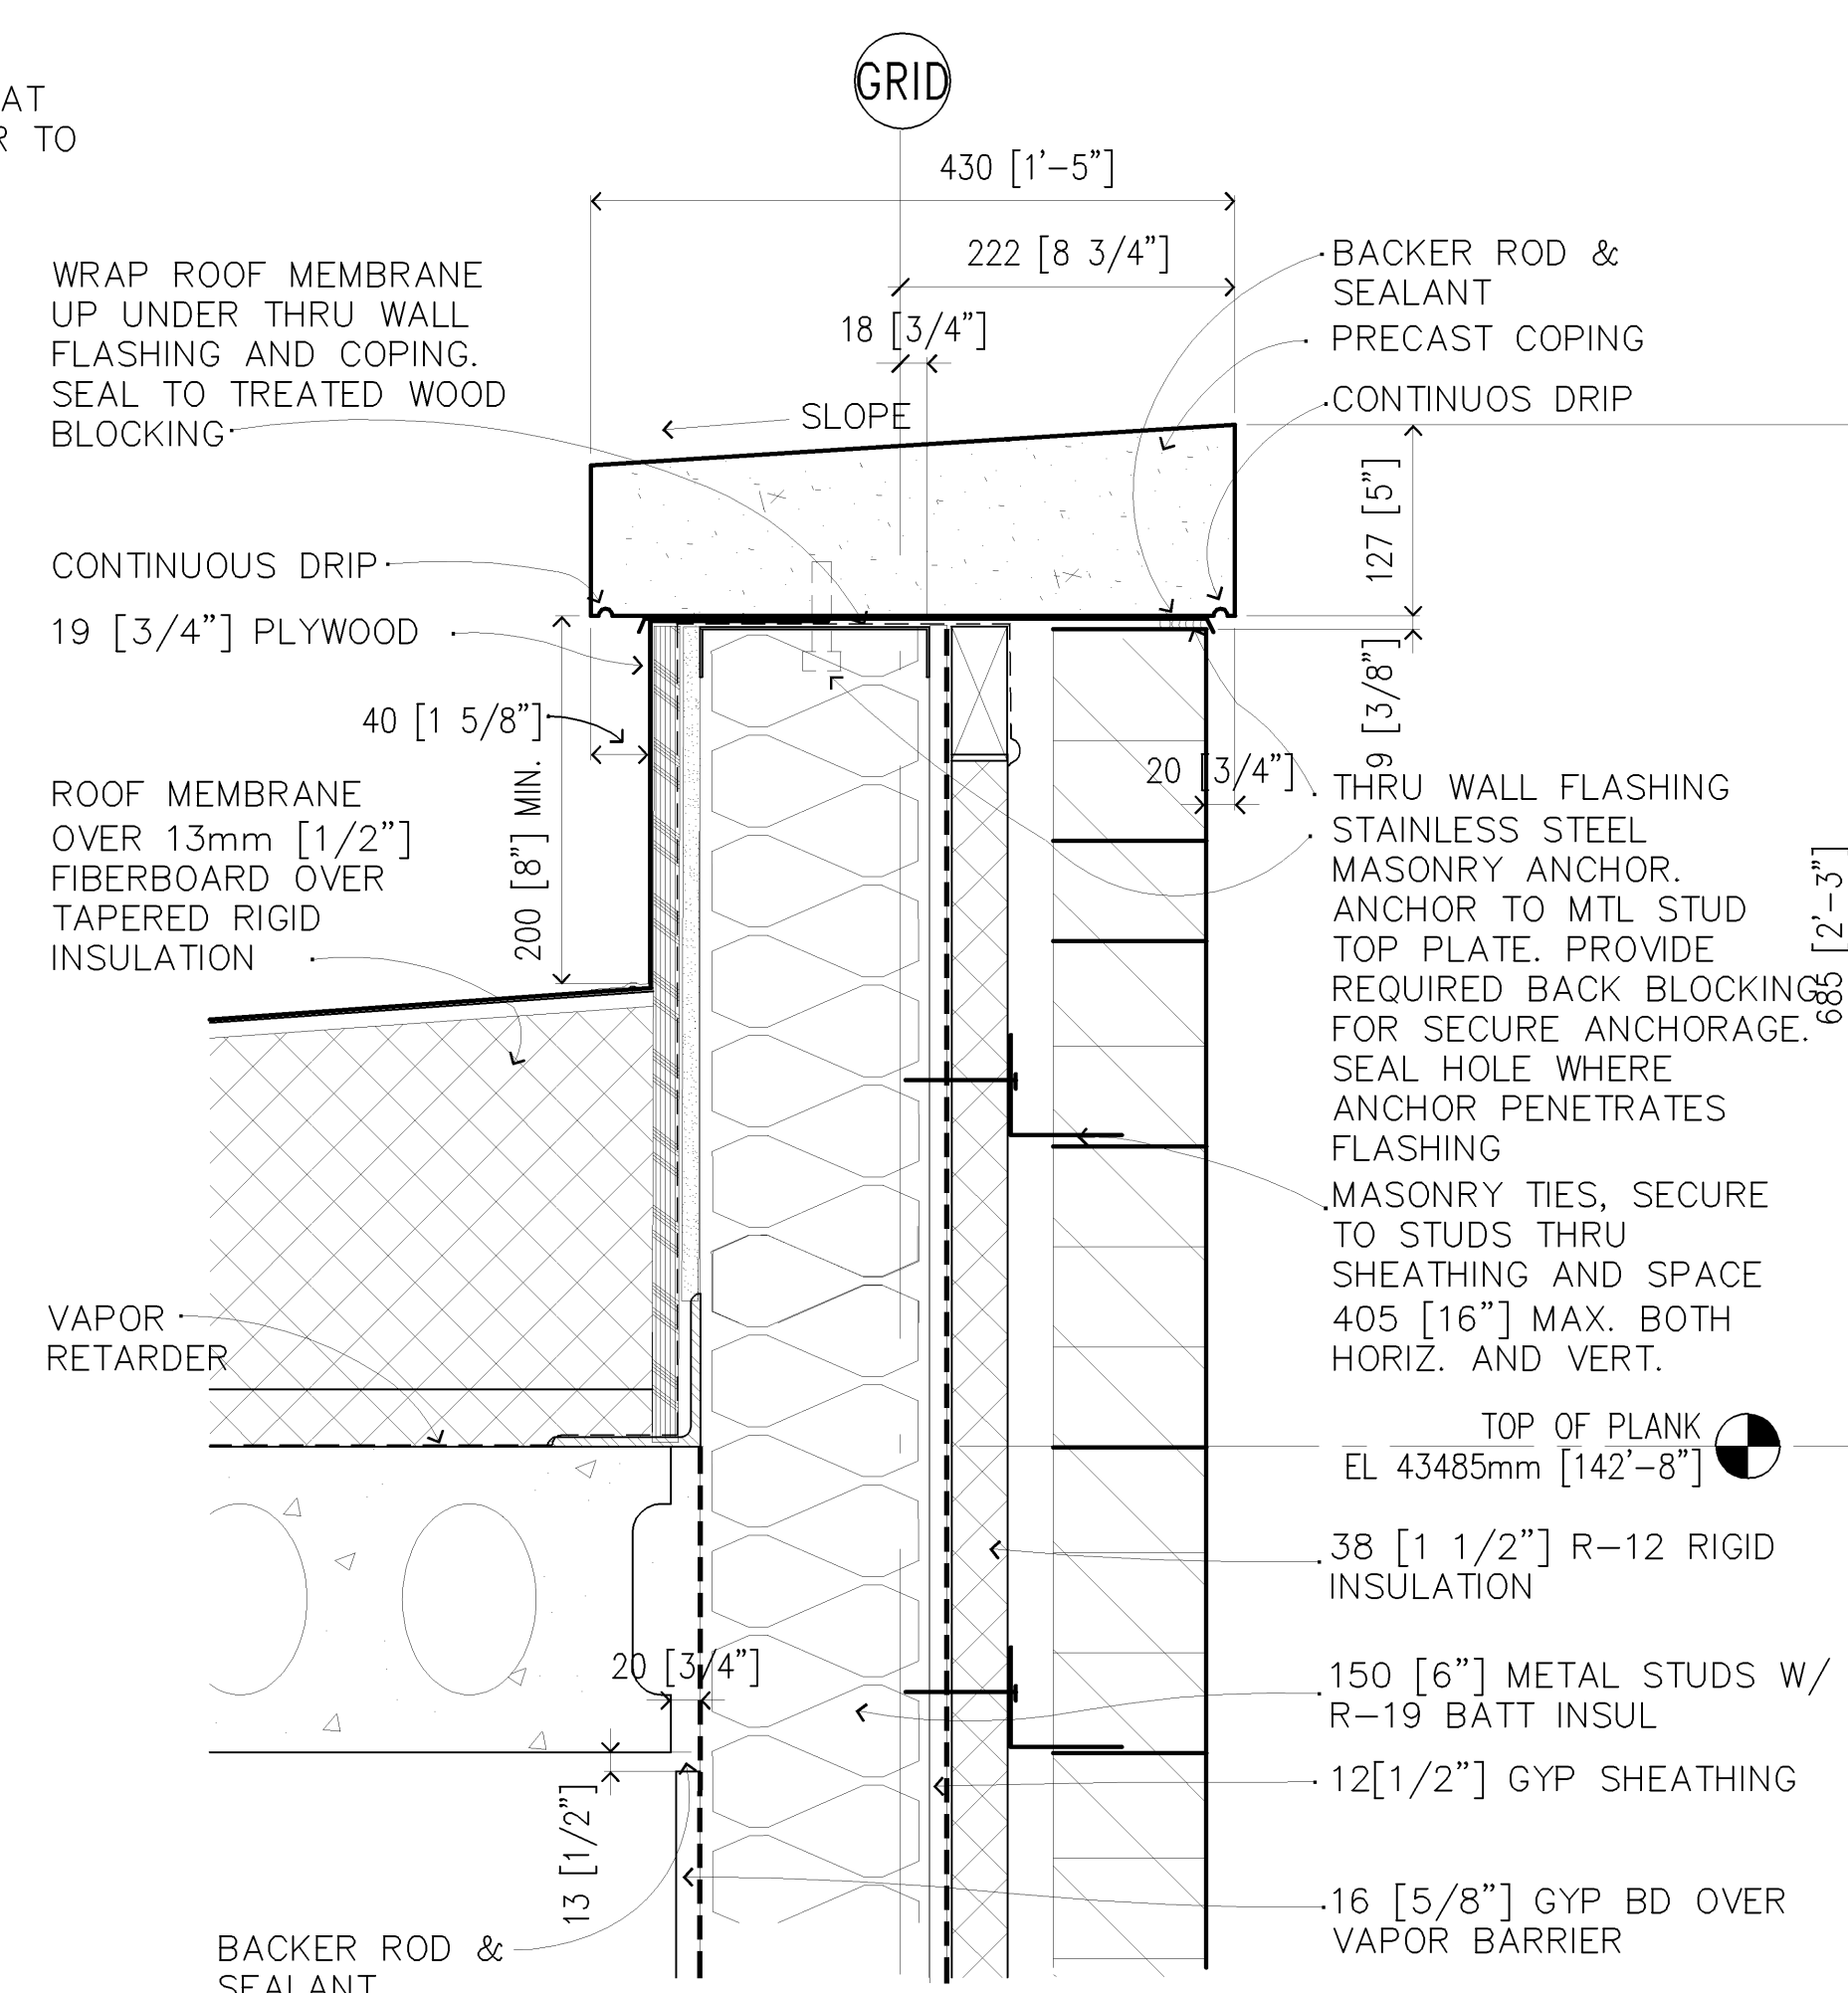 GRID
AT
R TO
430 [1'-5"]
222 [8 3/4"]
18 [3/4"]
SLOPE
WRAP ROOF MEMBRANE
UP UNDER THRU WALL
FLASHING AND COPING.
SEAL TO TREATED WOOD
BLOCKING
CONTINUOUS DRIP
19 [3/4"] PLYWOOD
40 [1 5/8"]
200 [8"] MIN.
ROOF MEMBRANE
OVER 13mm [1/2"]
FIBERBOARD OVER
TAPERED RIGID
INSULATION
VAPOR
RETARDER
20 [3/4"]
13 [1/2"]
BACKER ROD &
SEALANT
BACKER ROD &
SEALANT
PRECAST COPING
CONTINUOS DRIP
127 [5"]
9 [3/8"]
20 [3/4"]
THRU WALL FLASHING
STAINLESS STEEL
MASONRY ANCHOR.
ANCHOR TO MTL STUD
TOP PLATE. PROVIDE
REQUIRED BACK BLOCKING
FOR SECURE ANCHORAGE.
SEAL HOLE WHERE
ANCHOR PENETRATES
FLASHING
685 [2'-3"]
MASONRY TIES, SECURE
TO STUDS THRU
SHEATHING AND SPACE
405 [16"] MAX. BOTH
HORIZ. AND VERT.
TOP OF PLANK
EL 43485mm [142'-8"]
38 [1 1/2"] R-12 RIGID
INSULATION
150 [6"] METAL STUDS W/
R-19 BATT INSUL
12[1/2"] GYP SHEATHING
16 [5/8"] GYP BD OVER
VAPOR BARRIER